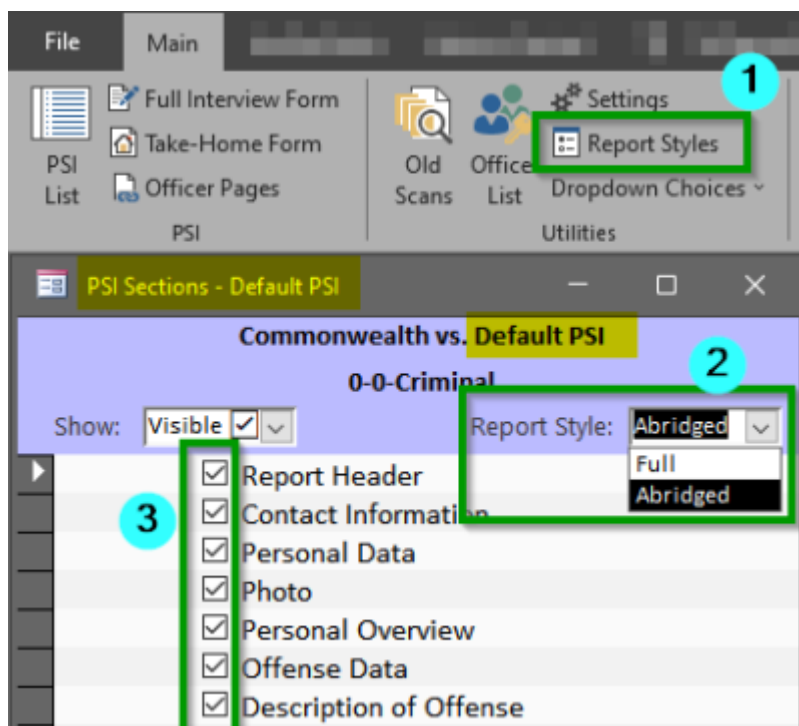 File Main
1
PSI List
Full Interview Form
Take-Home Form
Officer Pages
PSI
Old Scans
Office List
Settings
Report Styles
Dropdown Choices
Utilities
PSI Sections - Default PSI
Commonwealth vs. Default PSI
0-0-Criminal
2
Show: Visible
Report Style: Abridged
Full
Abridged
3
Report Header
Contact Information
Personal Data
Photo
Personal Overview
Offense Data
Description of Offense